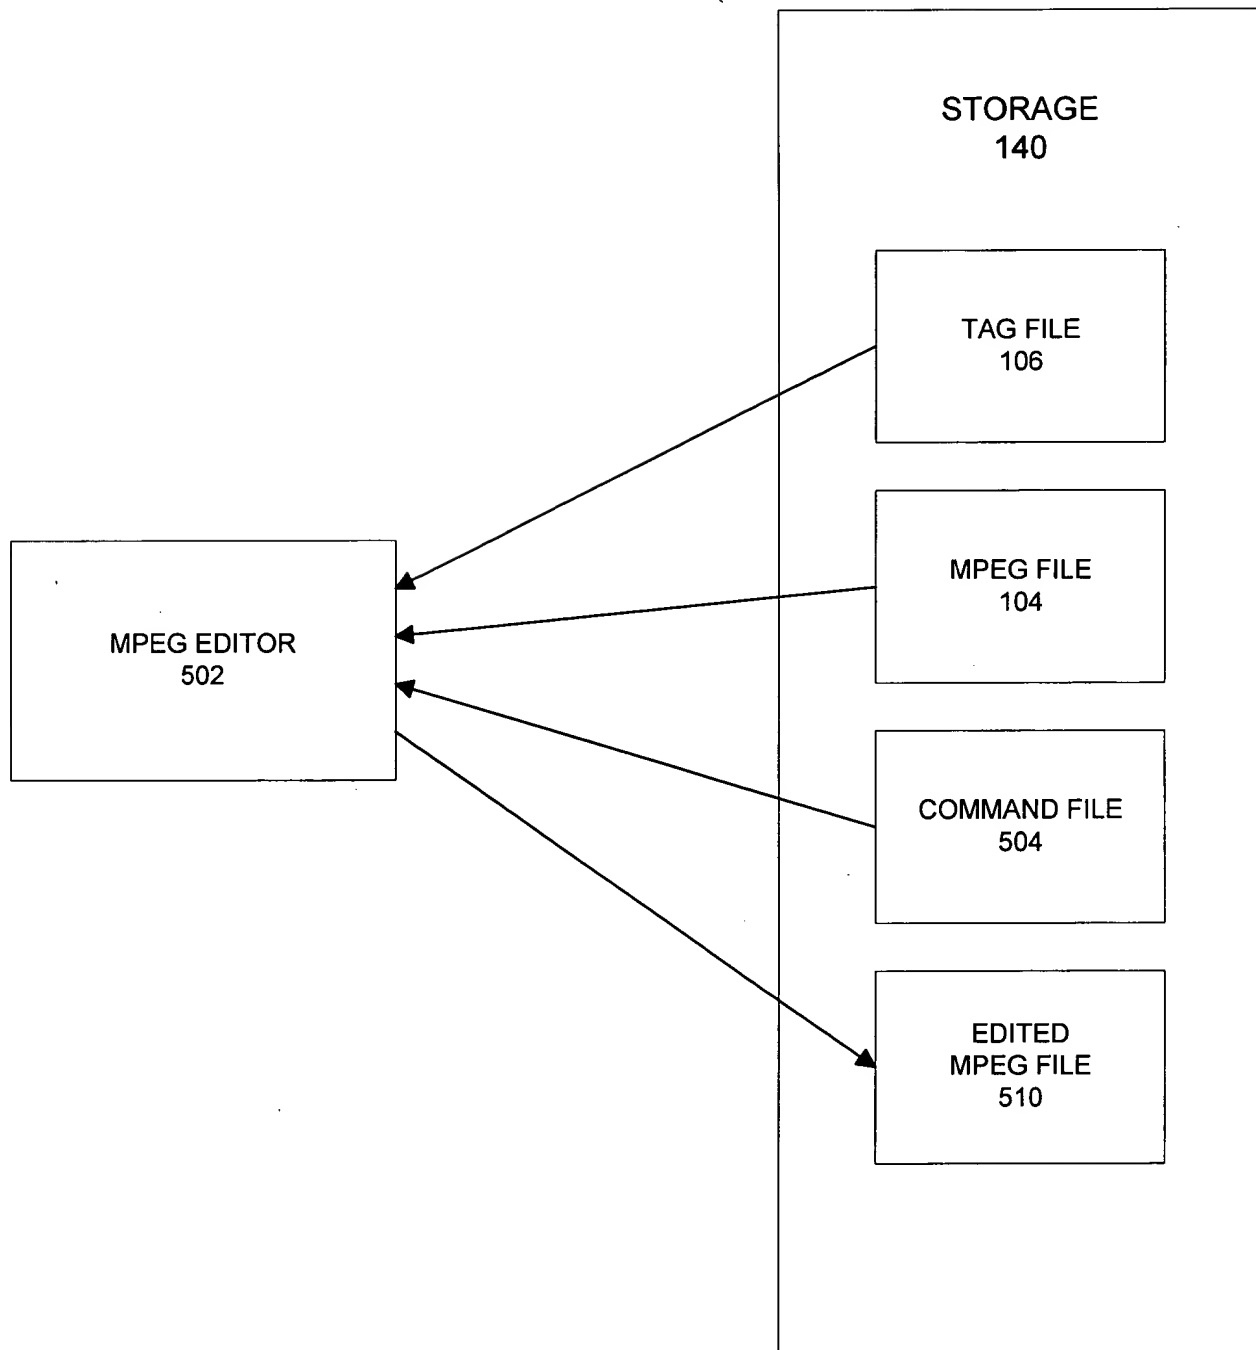 STORAGE
140
TAG FILE
106
MPEG FILE
104
MPEG EDITOR
502
COMMAND FILE
504
EDITED
MPEG FILE
510